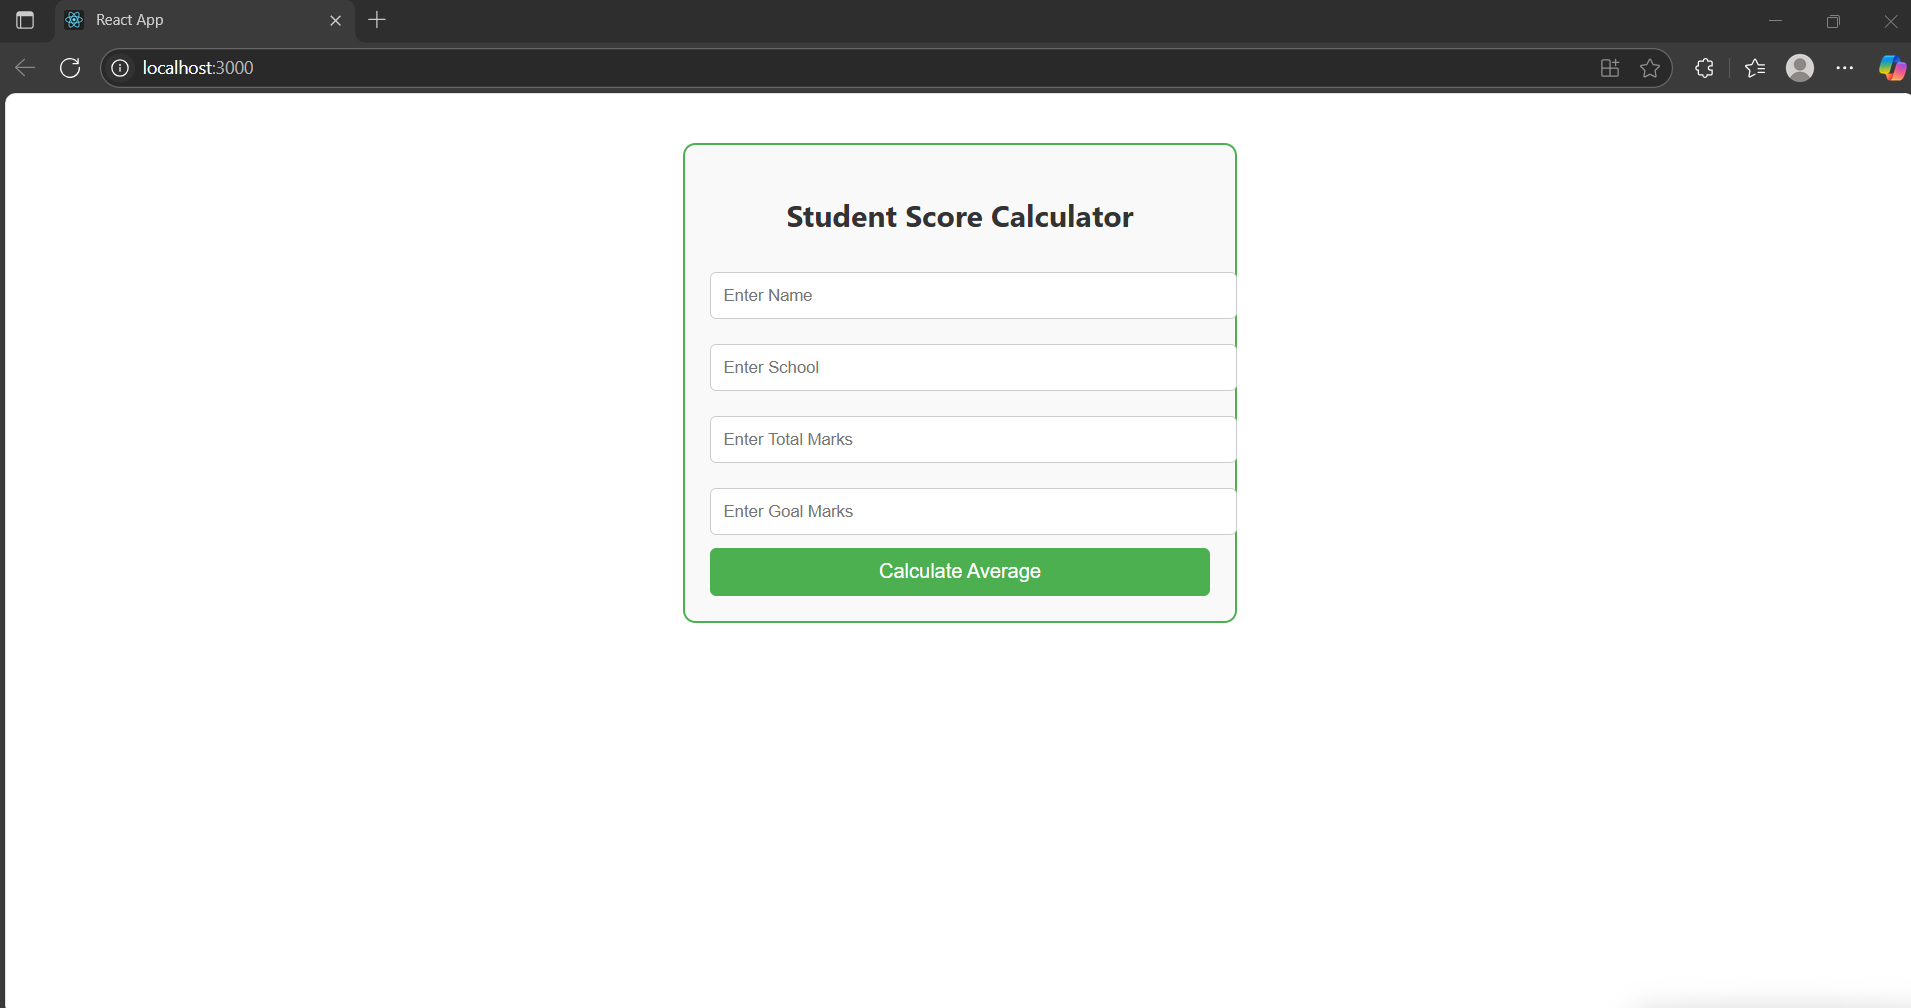 React App
localhost:3000
Student Score Calculator
Enter Name
Enter School
Enter Total Marks
Enter Goal Marks
Calculate Average